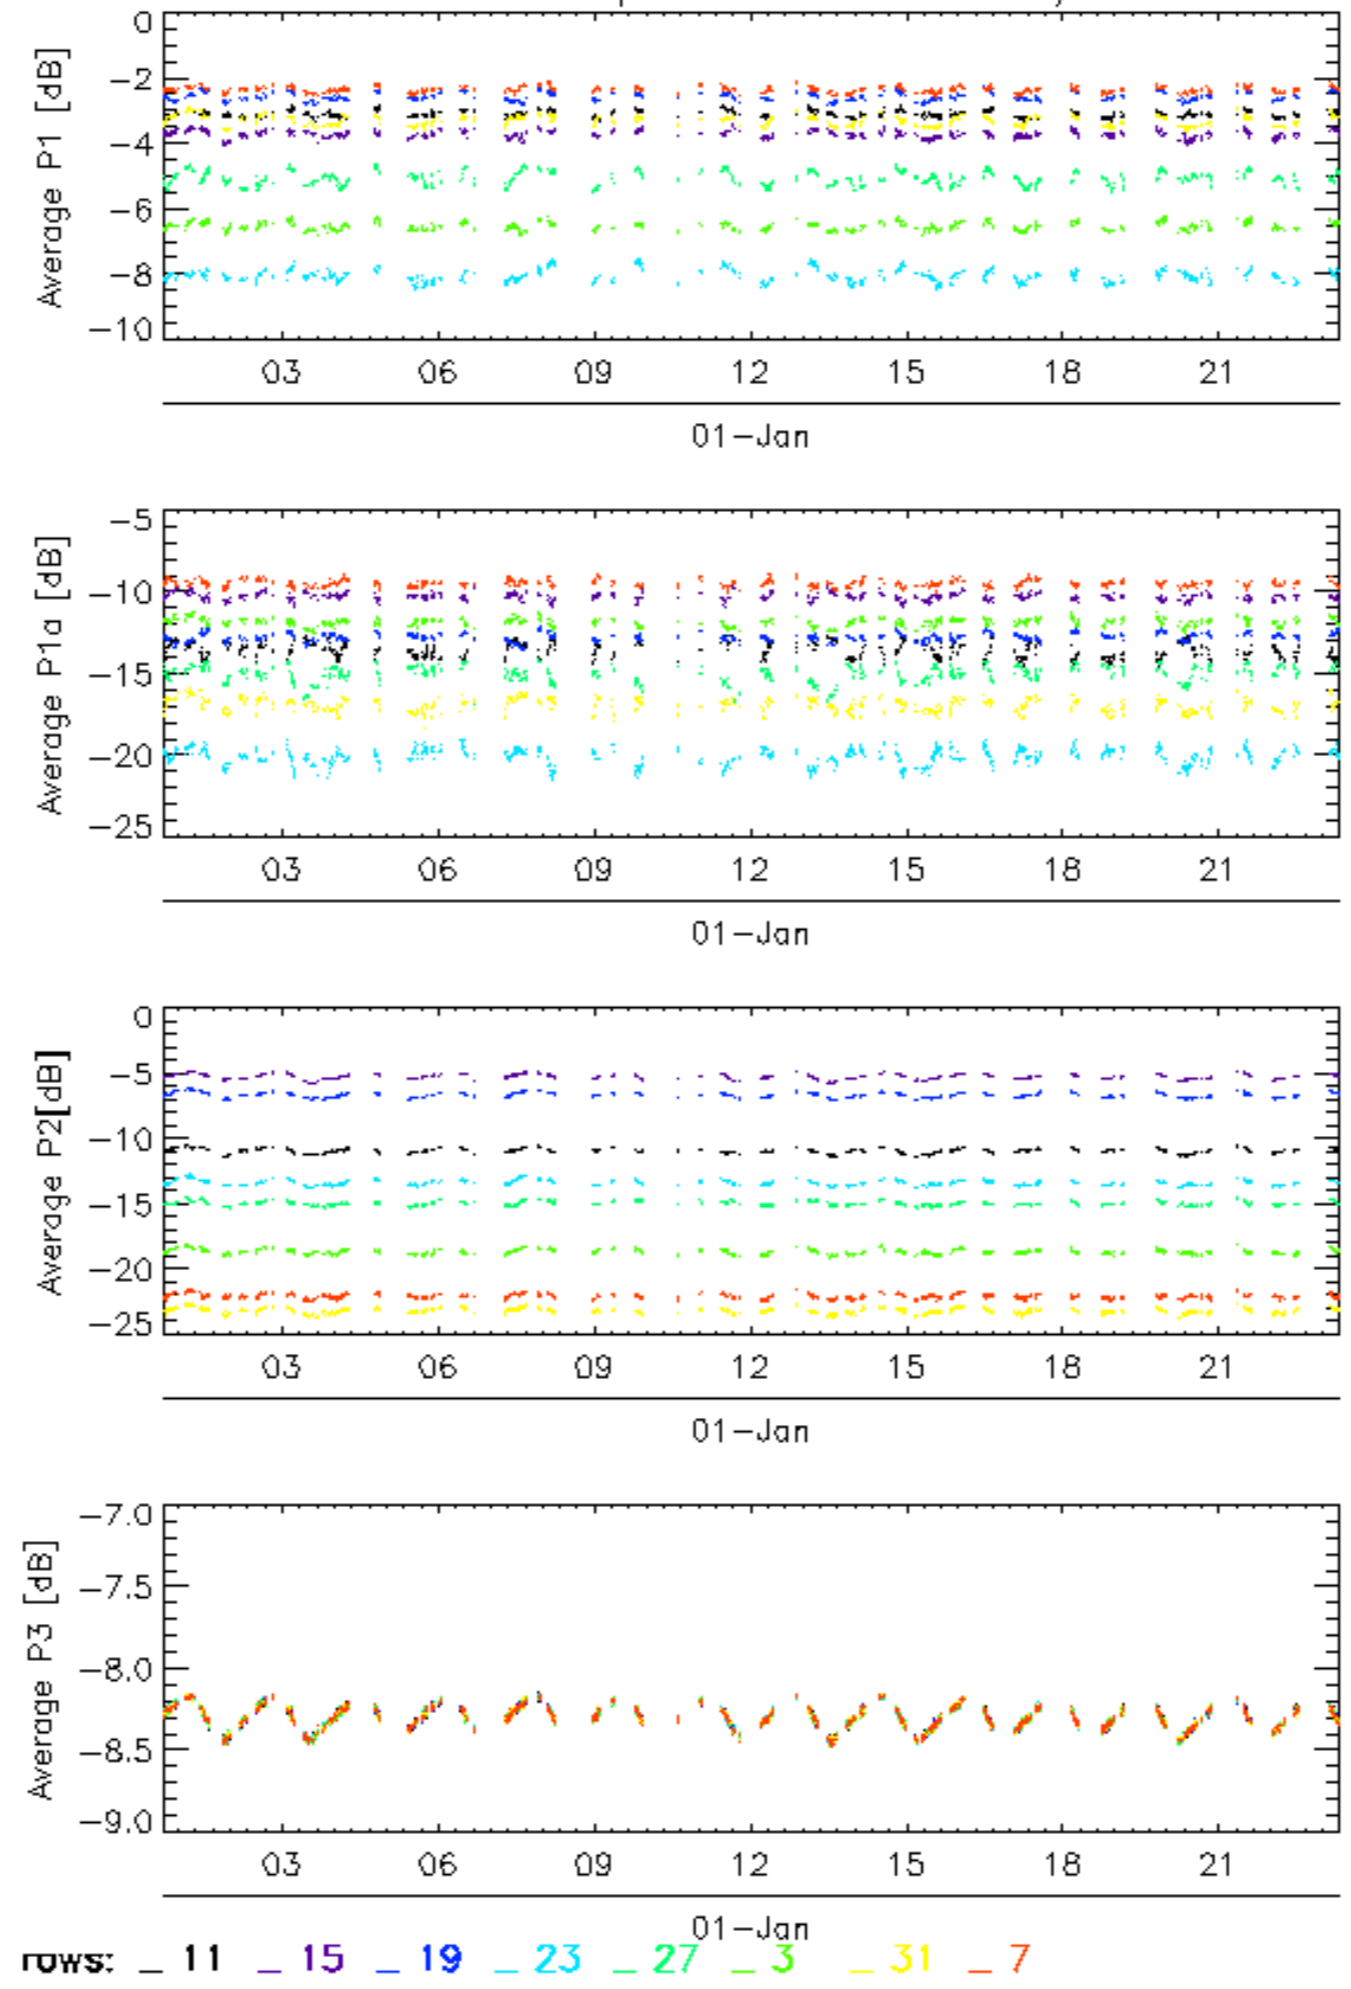 0
-2
-4
-6
-8
-10
Average P1 [dB]
03 06 09 12 15 18 21
01-Jan
-5
-10
-15
-20
-25
Average P1a [dB]
03 06 09 12 15 18 21
01-Jan
0
-5
-10
-15
-20
-25
Average P2[dB]
03 06 09 12 15 18 21
01-Jan
-7.0
-7.5
-8.0
-8.5
-9.0
Average P3 [dB]
03 06 09 12 15 18 21
01-Jan
rows: _ 11 _ 15 _ 19 _ 23 _ 27 _ 3 _ 31 _ 7